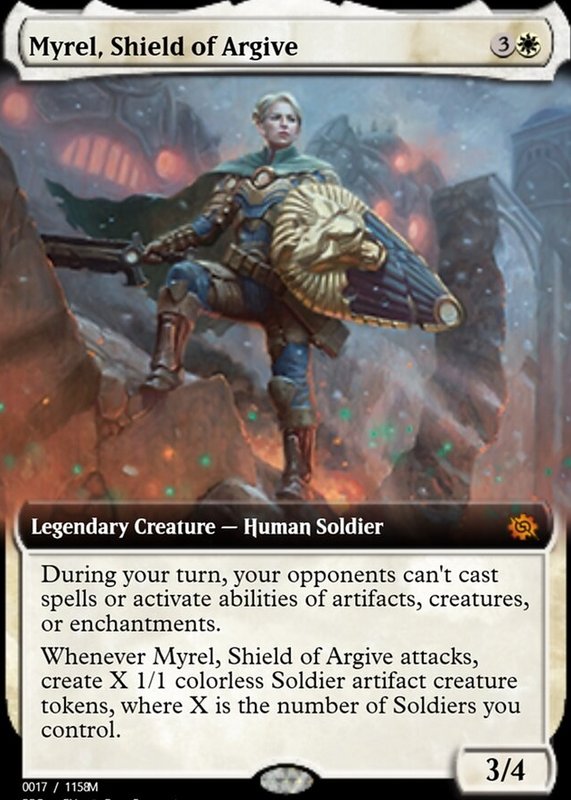 Myrel, Shield of Argive
3
Legendary Creature — Human Soldier
During your turn, your opponents can't cast
spells or activate abilities of artifacts, creatures,
or enchantments.
Whenever Myrel, Shield of Argive attacks,
create X 1/1 colorless Soldier artifact creature
tokens, where X is the number of Soldiers you
control.
3/4
0017 / 1158M